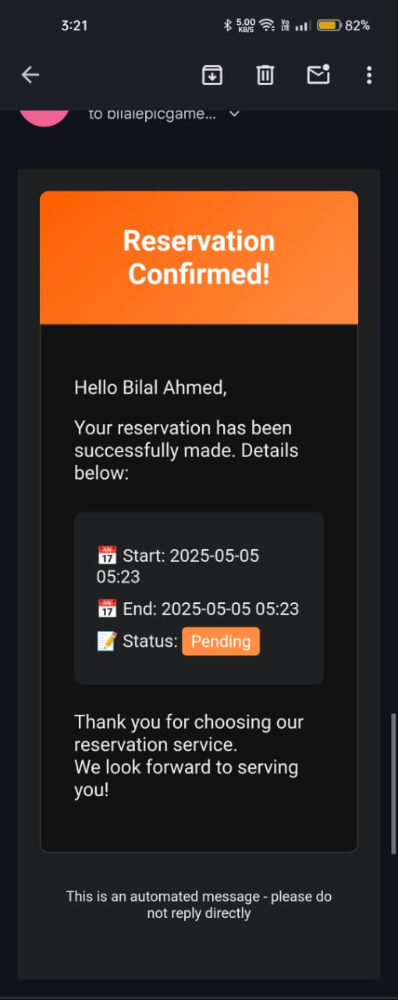 3:21
5.00
KB/S
Vo
LTE
82%
to bilalepicgame...
Reservation
Confirmed!
Hello Bilal Ahmed,
Your reservation has been
successfully made. Details
below:
📅 Start: 2025-05-05
05:23
📅 End: 2025-05-05 05:23
📝 Status: Pending
Thank you for choosing our
reservation service.
We look forward to serving
you!
This is an automated message - please do
not reply directly